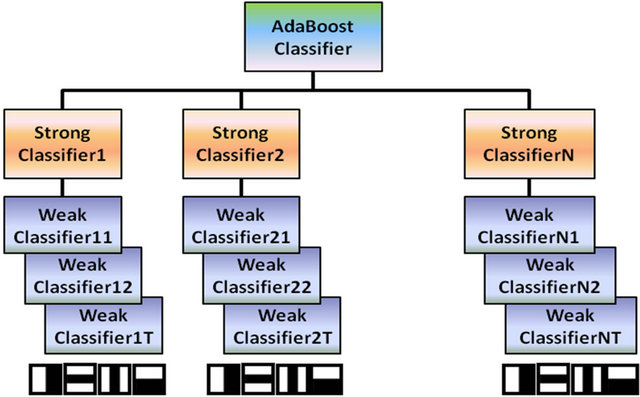 AdaBoost
Classifier
Strong
Classifier1
Strong
Classifier2
Strong
ClassifierN
Weak
Classifier11
Weak
Classifier12
Weak
Classifier1T
Weak
Classifier21
Weak
Classifier22
Weak
Classifier2T
Weak
ClassifierN1
Weak
ClassifierN2
Weak
ClassifierNT